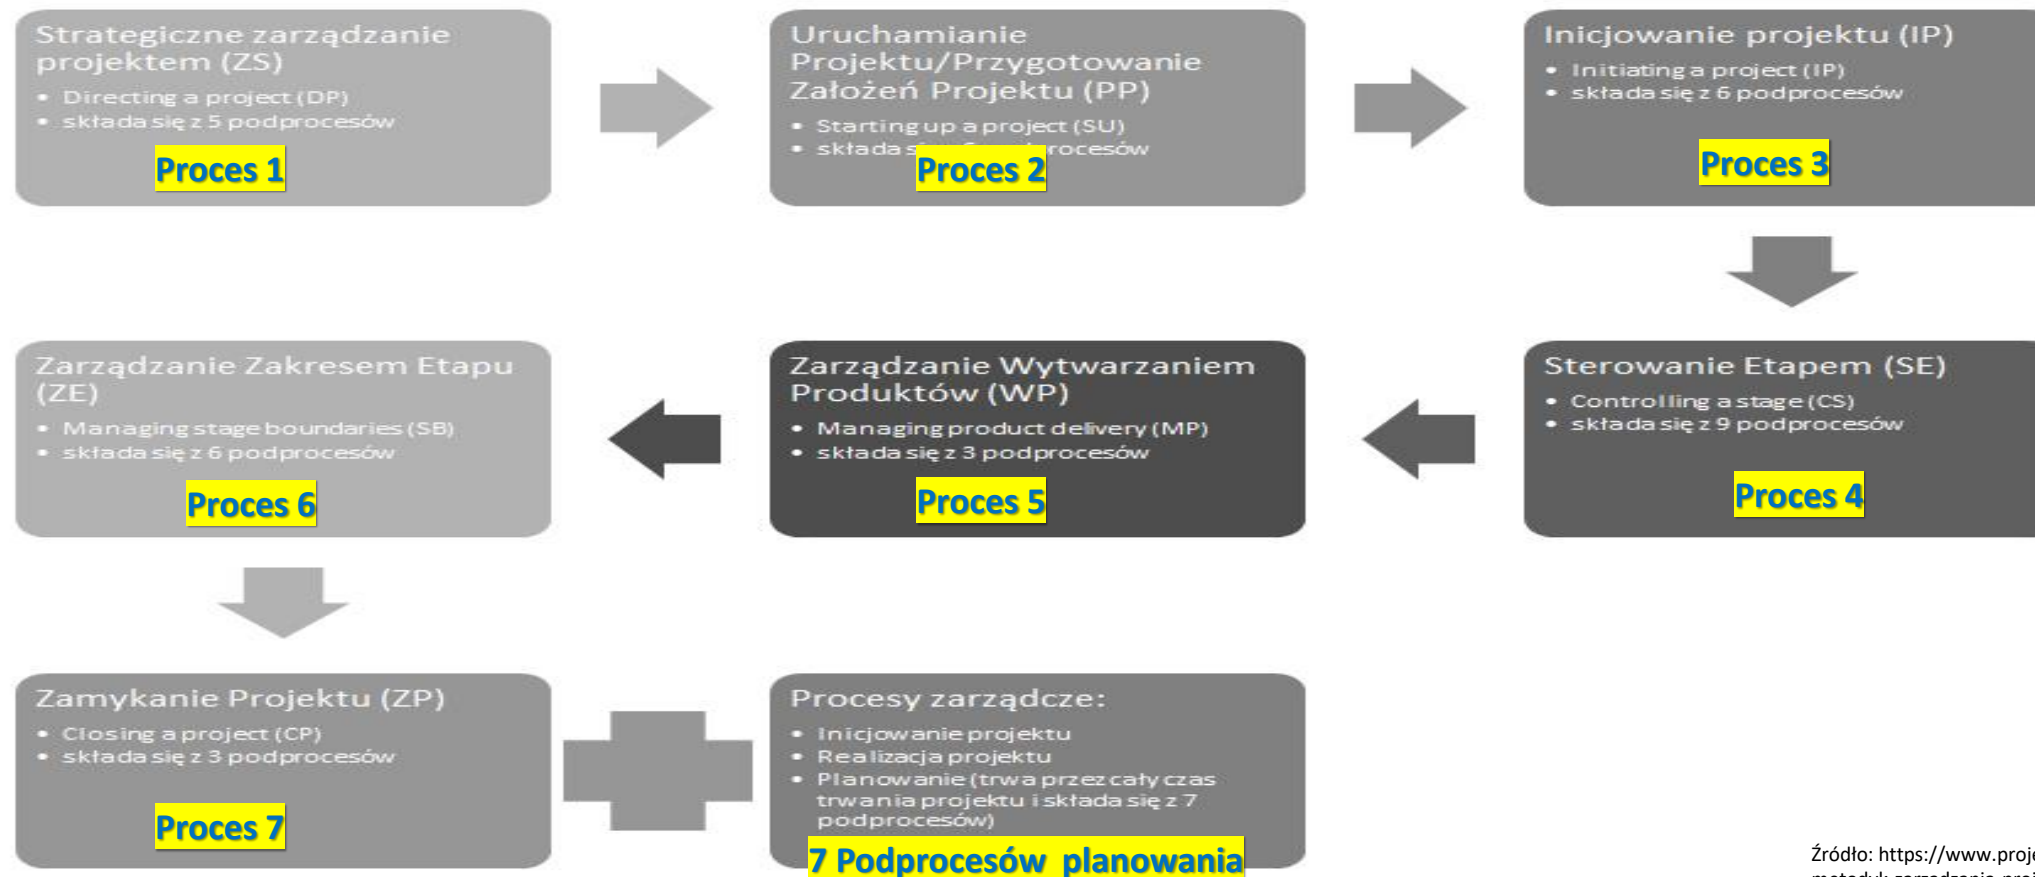 Strategiczne zarządzanie
projektem (ZS)
• Directing a project (DP)
• składa się z 5 podprocesów
Proces 1
Uruchamianie
Projektu/Przygotowanie
Założeń Projektu (PP)
• Starting up a project (SU)
• składa
Proces 2
Inicjowanie projektu (IP)
• Initiating a project (IP)
• składa się z 6 podprocesów
Proces 3
Sterowanie Etapem (SE)
• Controlling a stage (CS)
• składa się z 9 podprocesów
Proces 4
Zarządzanie Wytwarzaniem
Produktów (WP)
• Managing product delivery (MP)
• składa się z 3 podprocesów
Proces 5
Zarządzanie Zakresem Etapu
(ZE)
• Managing stage boundaries (SB)
• składa się z 6 podprocesów
Proces 6
Zamykanie Projektu (ZP)
• Closing a project (CP)
• składa się z 3 podprocesów
Proces 7
Procesy zarządcze:
• Inicjowanie projektu
• Realizacja projektu
• Planowanie (trwa przez cały czas
trwania projektu i składa się z 7
podprocesów)
7 Podprocesów planowania
Źródło: https://www.proje